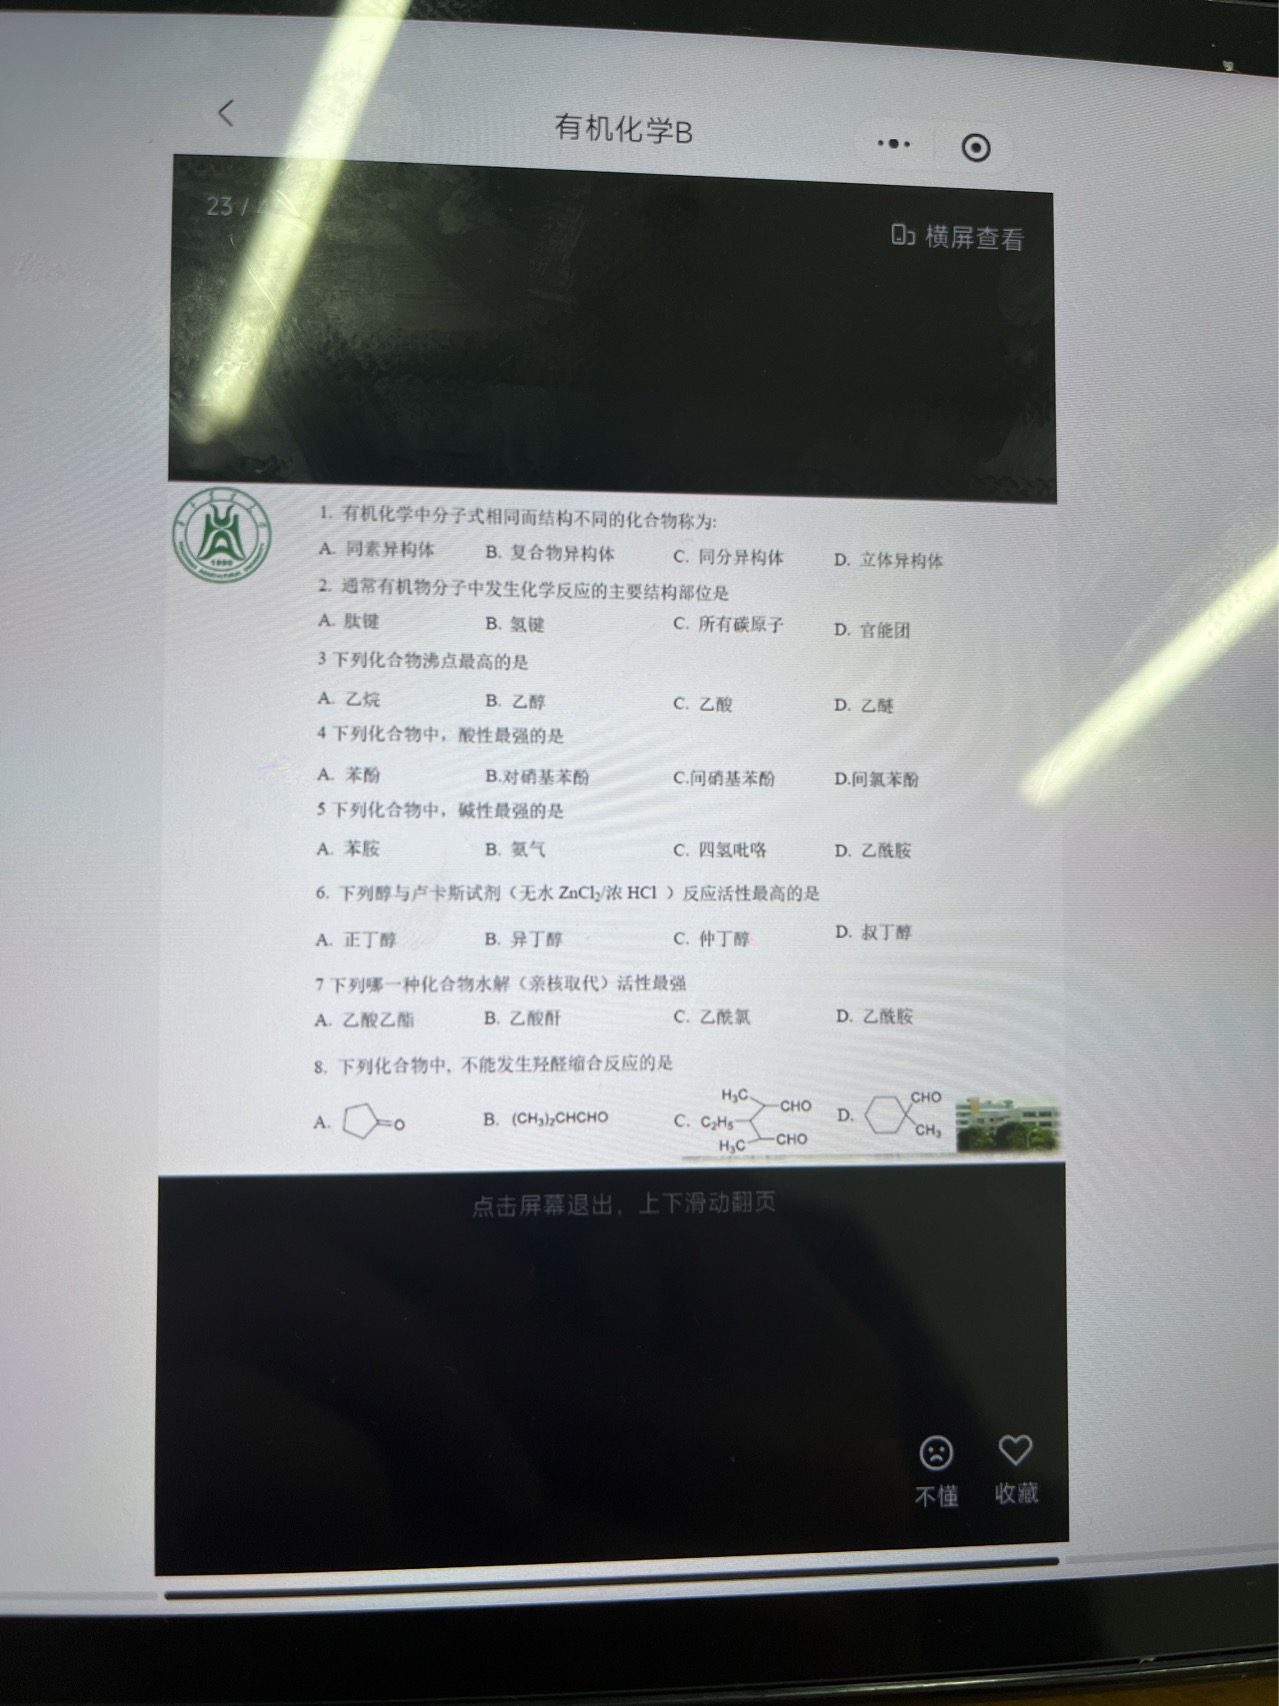 有机化学B
23 / 4
横屏查看
1. 有机化学中分子式相同而结构不同的化合物称为:
A. 同素异构体 B. 复合物异构体 C. 同分异构体 D. 立体异构体
2. 通常有机物分子中发生化学反应的主要结构部位是
A. 肽键 B. 氢键 C. 所有碳原子 D. 官能团
3 下列化合物沸点最高的是
A. 乙烷 B. 乙醇 C. 乙酸 D. 乙醚
4 下列化合物中，酸性最强的是
A. 苯酚 B.对硝基苯酚 C.间硝基苯酚 D.间氯苯酚
5 下列化合物中，碱性最强的是
A. 苯胺 B. 氨气 C. 四氢吡咯 D. 乙酰胺
6. 下列醇与卢卡斯试剂（无水 ZnCl₂/浓 HCl ）反应活性最高的是
A. 正丁醇 B. 异丁醇 C. 仲丁醇 D. 叔丁醇
7 下列哪一种化合物水解（亲核取代）活性最强
A. 乙酸乙酯 B. 乙酸酐 C. 乙酰氯 D. 乙酰胺
8. 下列化合物中, 不能发生羟醛缩合反应的是
A. O B. (CH₃)₂CHCHO C. H₃C CHO C₂H₅ H₃C CHO D. CHO CH₃
点击屏幕退出，上下滑动翻页
不懂 收藏